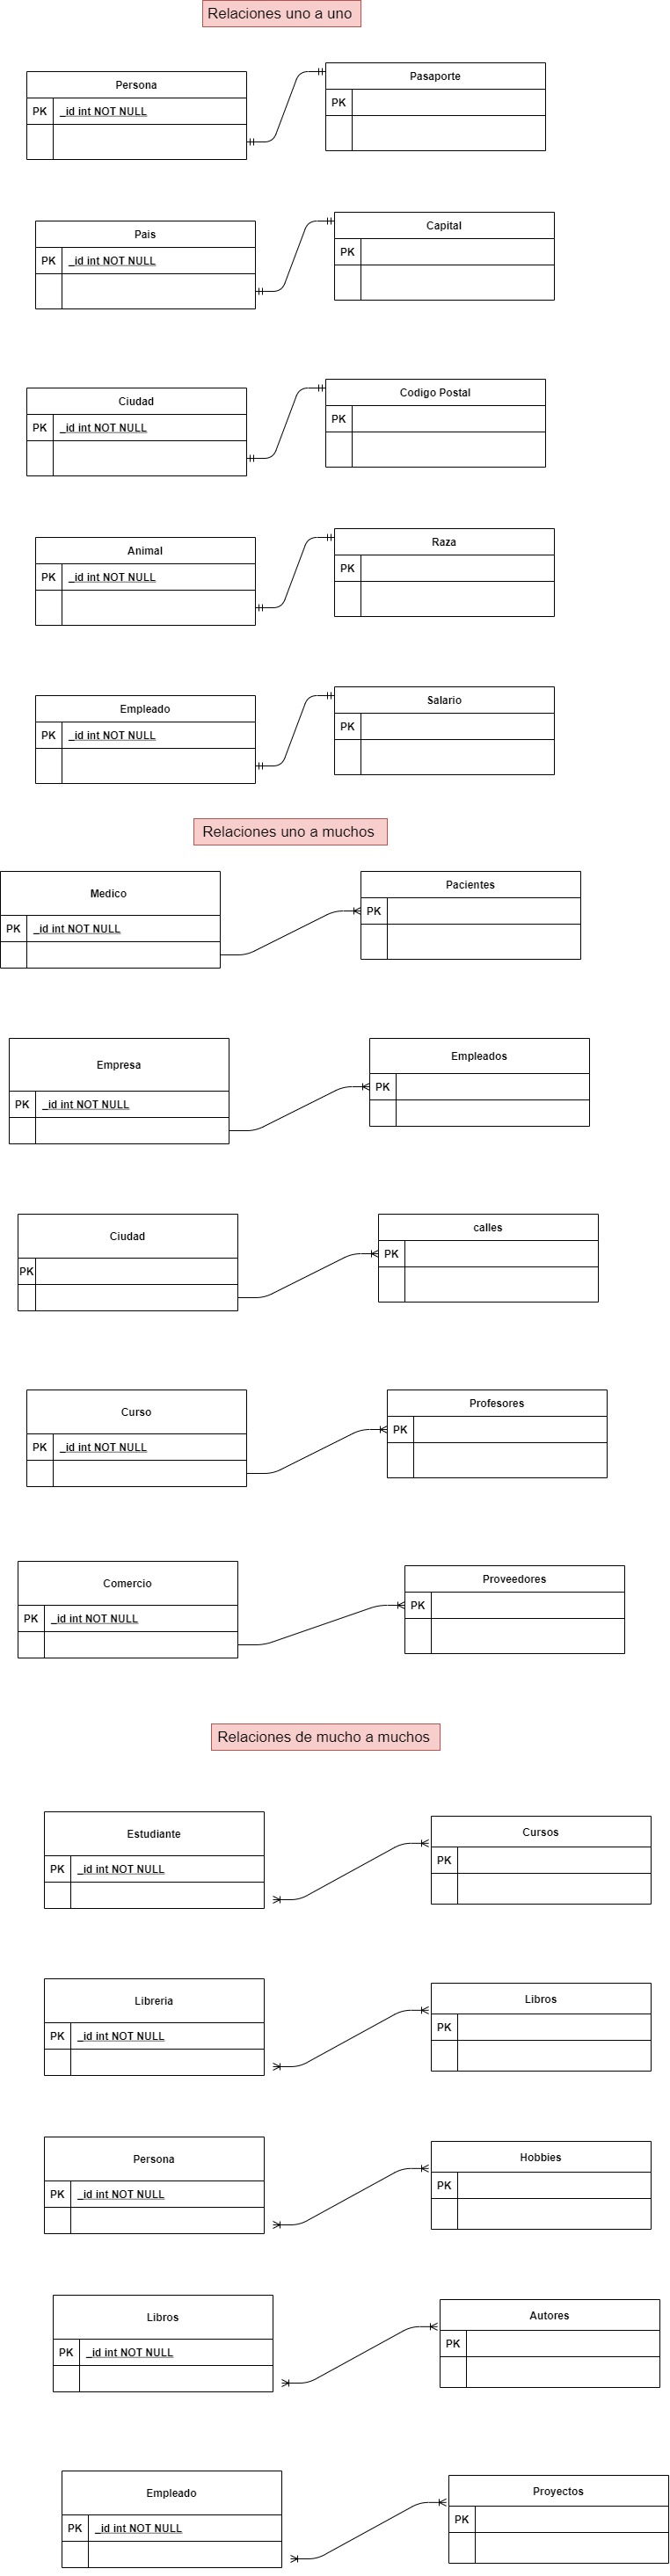 Relaciones uno a uno
Persona
PK _id int NOT NULL
Pasaporte
PK
Pais
PK _id int NOT NULL
Capital
PK
Ciudad
PK _id int NOT NULL
Codigo Postal
PK
Animal
PK _id int NOT NULL
Raza
PK
Empleado
PK _id int NOT NULL
Salario
PK
Relaciones uno a muchos
Medico
PK _id int NOT NULL
Pacientes
PK
Empresa
PK _id int NOT NULL
Empleados
PK
Ciudad
PK
calles
PK
Curso
PK _id int NOT NULL
Profesores
PK
Comercio
PK _id int NOT NULL
Proveedores
PK
Relaciones de mucho a muchos
Estudiante
PK _id int NOT NULL
Cursos
PK
Libreria
PK _id int NOT NULL
Libros
PK
Persona
PK _id int NOT NULL
Hobbies
PK
Libros
PK _id int NOT NULL
Autores
PK
Empleado
PK _id int NOT NULL
Proyectos
PK